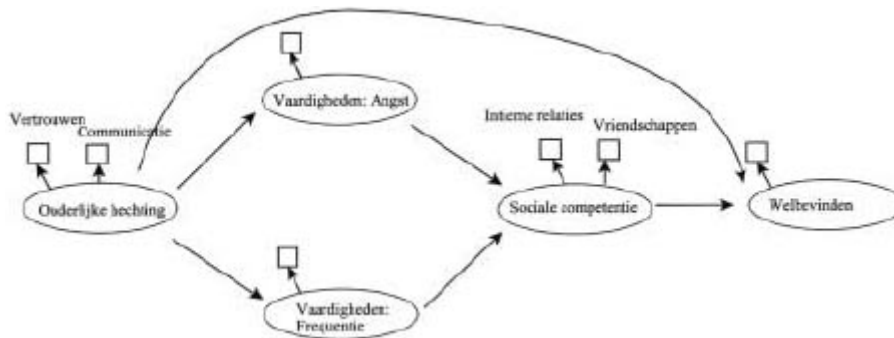 Vaardigheden: Angst
Vertrouwen
Communicatie
Intieme relaties
Vriendschappen
Ouderlijke hechting
Sociale competentie
Welbevinden
Vaardigheden:
Frequentie